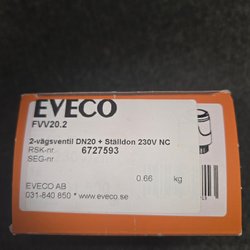 EVECO
FVV20.2
2-vägsventil DN20 + Ställdon 230V NC
RSK-nr 6727593
SEG-nr
0.66 kg
EVECO AB
031-840 850 * www.eveco.se